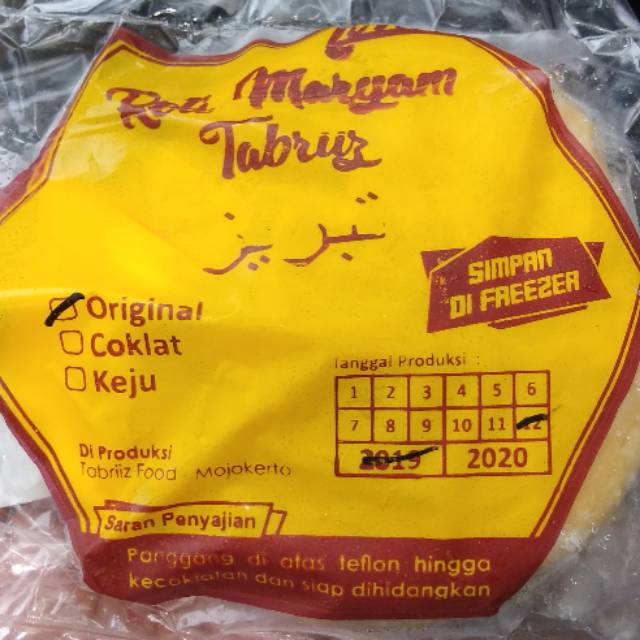 Roti Maryam
Tabriiz
تبريز
SIMPAN
DI FREEZER
Original
Coklat
Keju
Tanggal Produksi :
1 2 3 4 5 6
7 8 9 10 11 12
2019 2020
Di Produksi
Tabriiz Food - Mojokerto
Saran Penyajian
Panggang di atas teflon hingga
kecoklatan dan siap dihidangkan